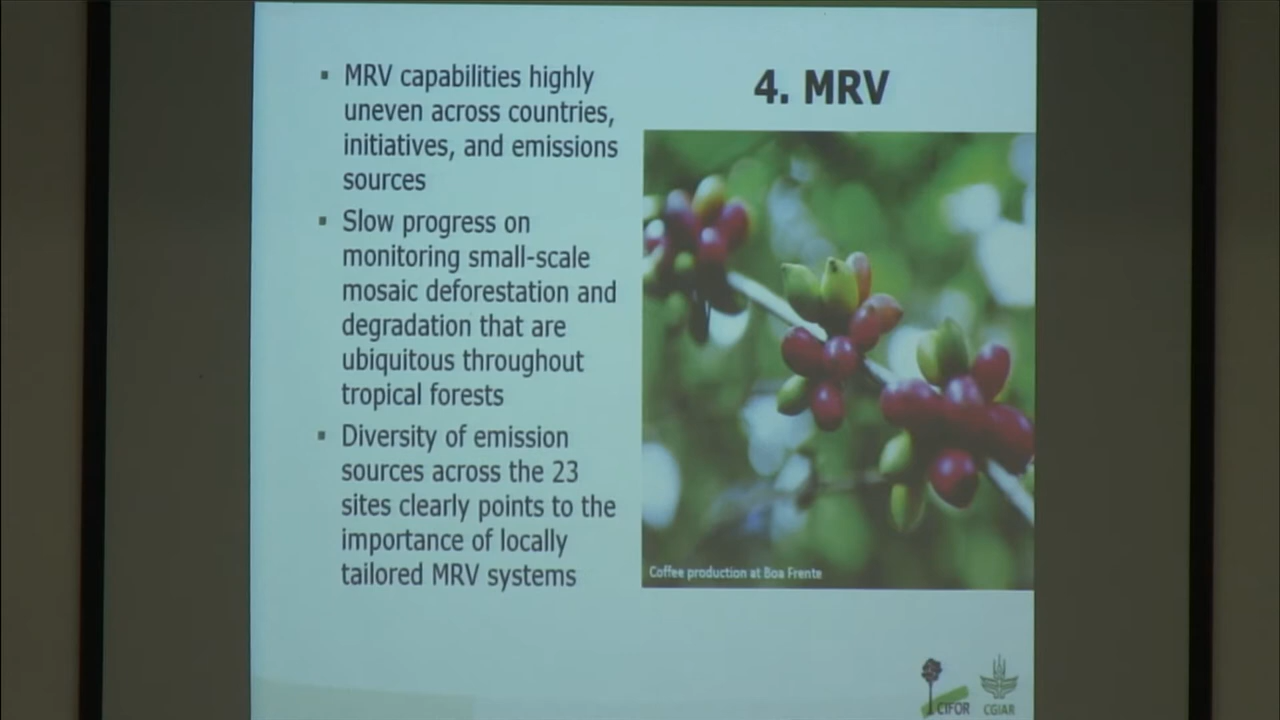 4. MRV
▪ MRV capabilities highly
uneven across countries,
initiatives, and emissions
sources
▪ Slow progress on
monitoring small-scale
mosaic deforestation and
degradation that are
ubiquitous throughout
tropical forests
▪ Diversity of emission
sources across the 23
sites clearly points to the
importance of locally
tailored MRV systems
Coffee production at Boa Frente
CIFOR
CGIAR